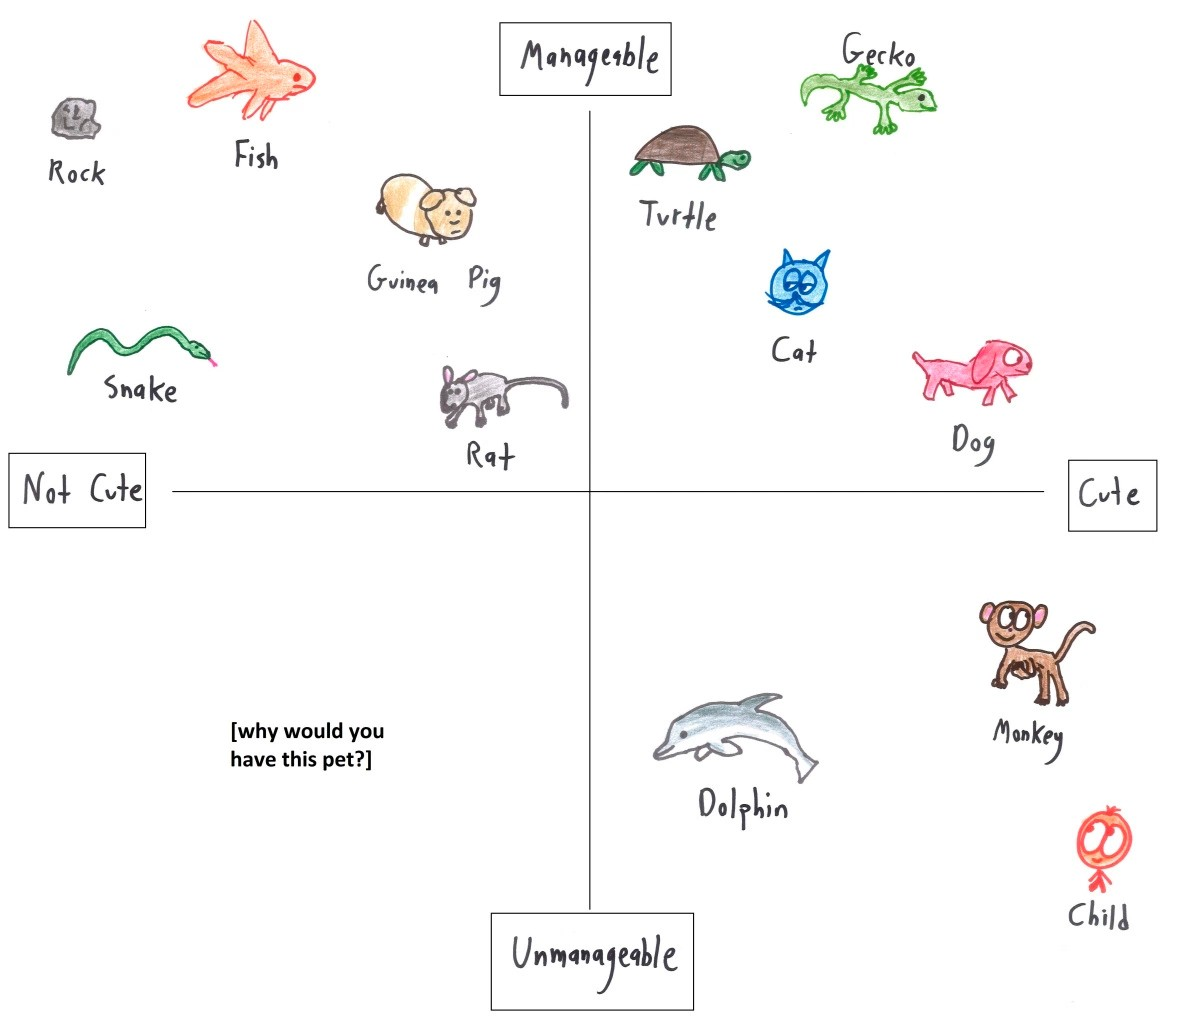 Manageable
Gecko
Rock
Fish
Turtle
Guinea Pig
Cat
Snake
Dog
Rat
Not Cute
Cute
[why would you
have this pet?]
Monkey
Dolphin
Child
Unmanageable